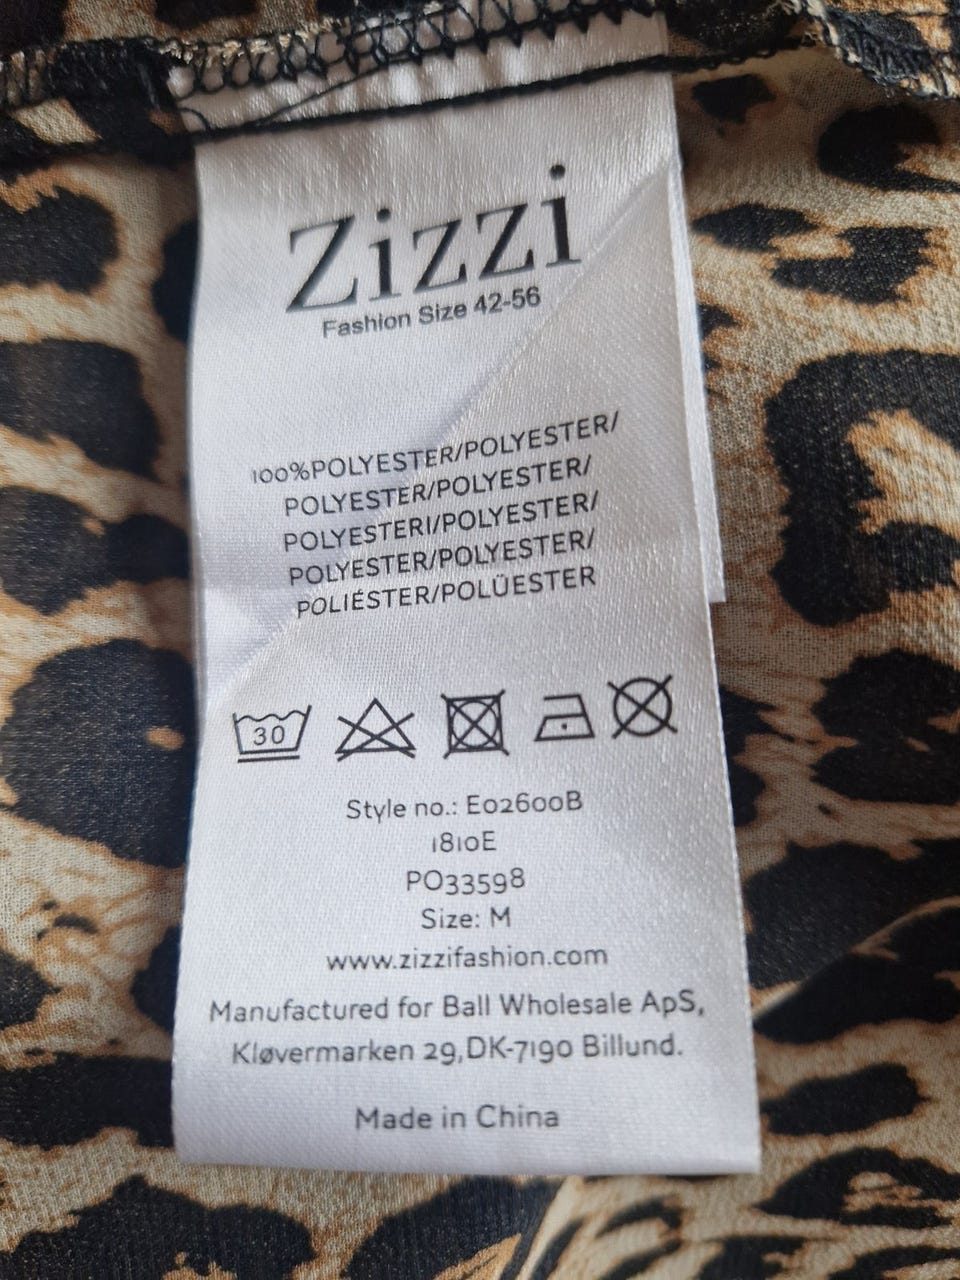 Zizzi
Fashion Size 42-56
100%POLYESTER/POLYESTER/
POLYESTER/POLYESTER/
POLYESTERI/POLYESTER/
POLYESTER/POLYESTER/
POLIÉSTER/POLÜESTER
30
Style no.: E02600B
1810E
PO33598
Size: M
www.zizzifashion.com
Manufactured for Ball Wholesale ApS,
Kløvermarken 29,DK-7190 Billund.
Made in China